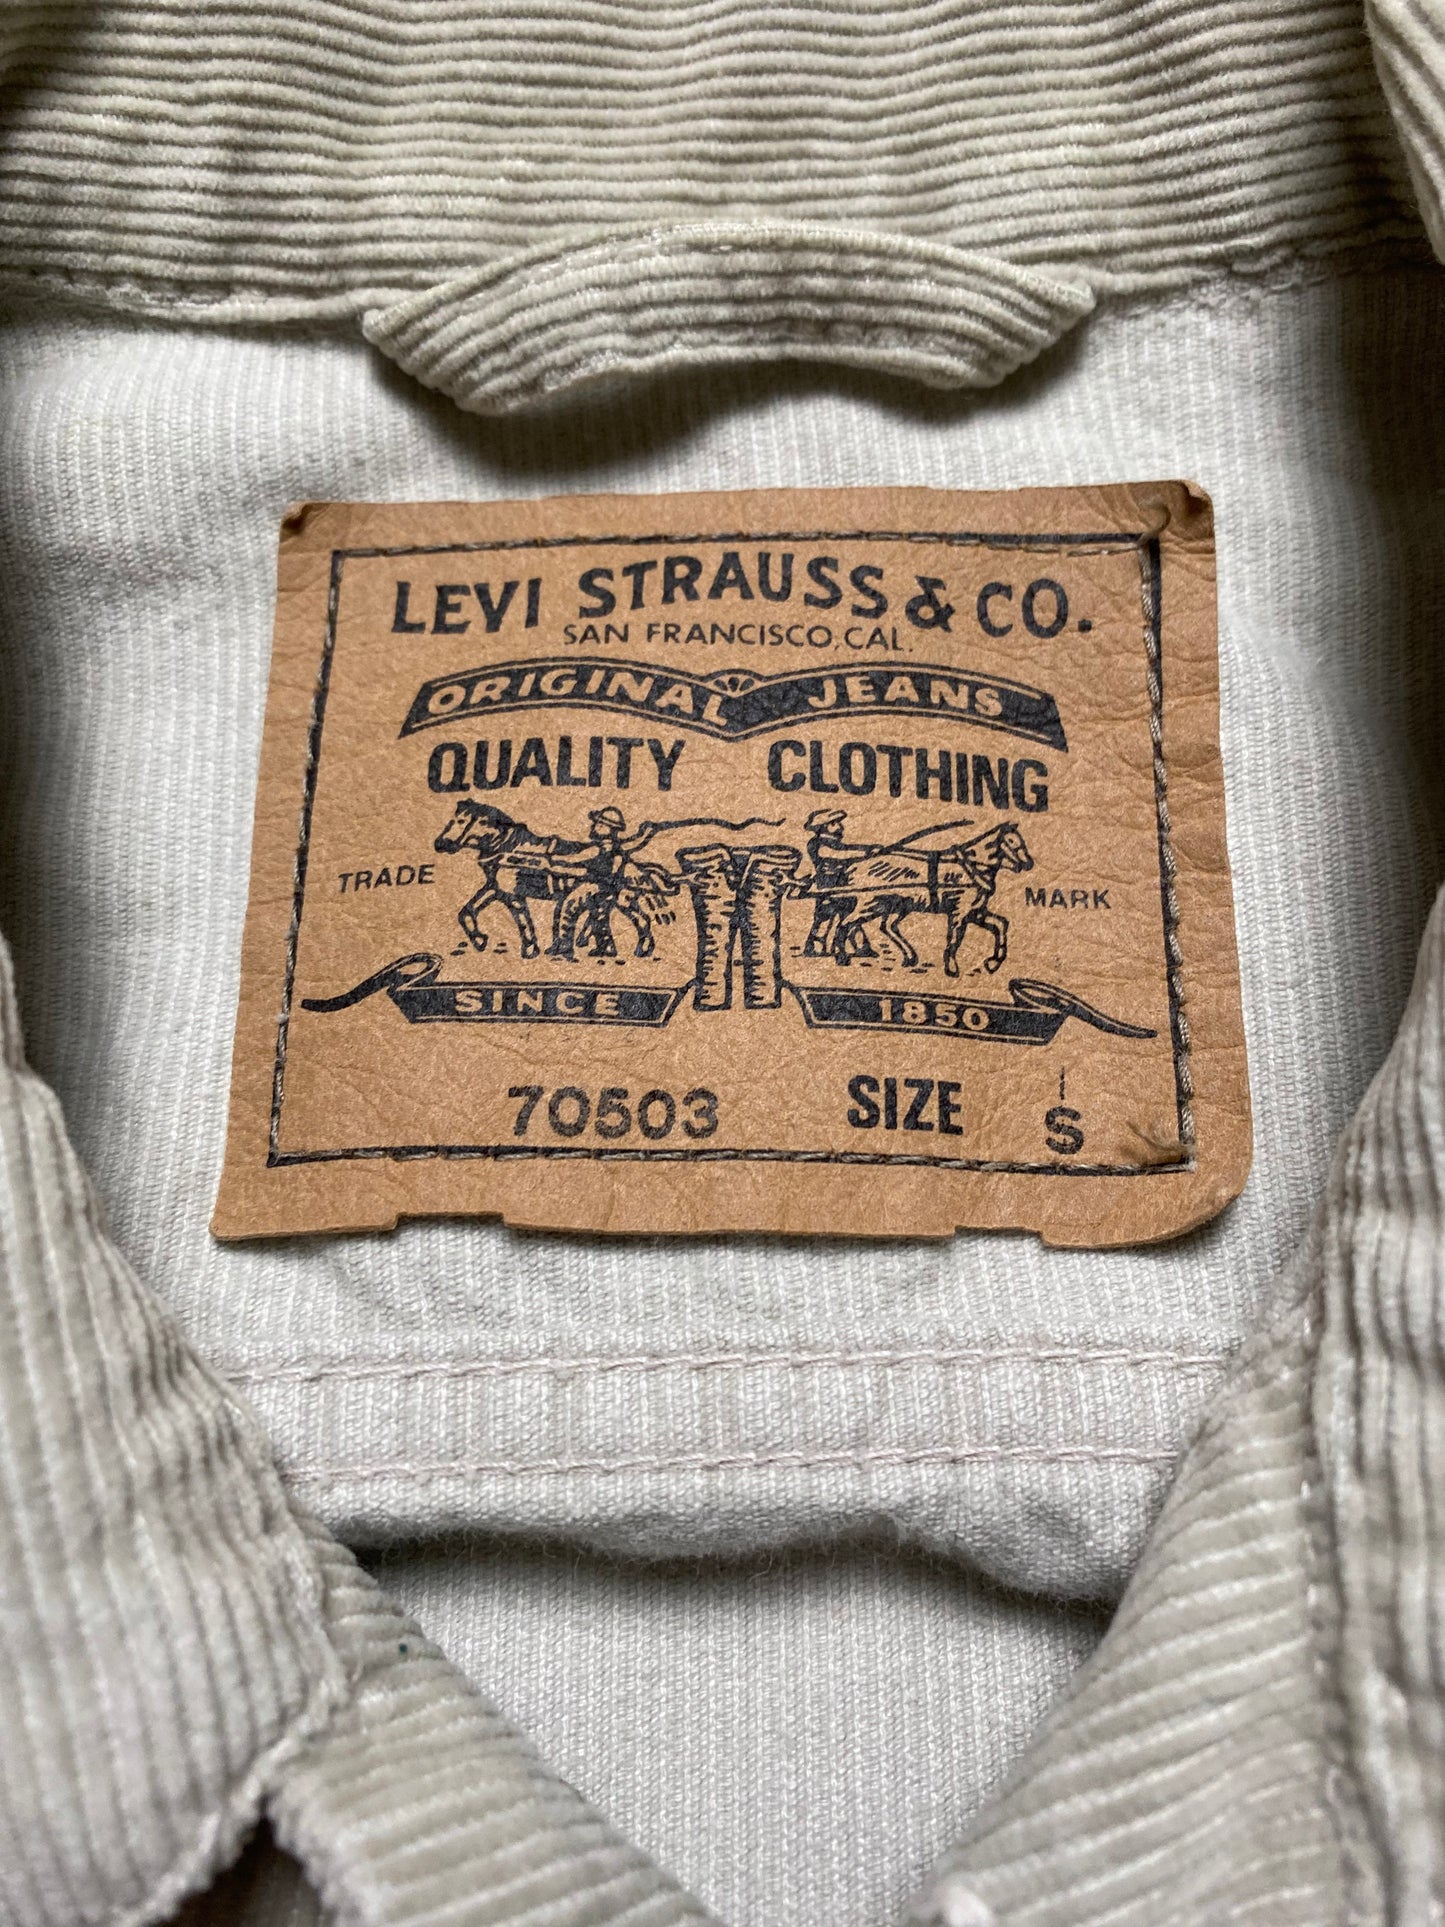 LEVI STRAUSS & CO.
SAN FRANCISCO, CAL.
ORIGINAL JEANS
QUALITY CLOTHING
TRADE MARK
SINCE 1850
70503 SIZE S